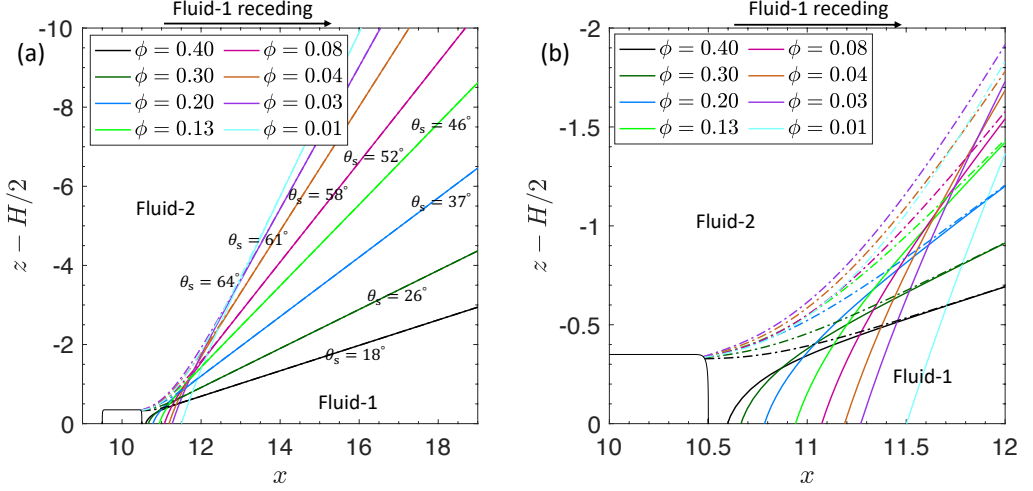 Fluid-1 receding
(a)
ϕ = 0.40 ϕ = 0.08
ϕ = 0.30 ϕ = 0.04
ϕ = 0.20 ϕ = 0.03
ϕ = 0.13 ϕ = 0.01
-10
-8
-6
-4
-2
0
z − H/2
θs = 46°
θs = 52°
θs = 58°
θs = 37°
θs = 61°
θs = 64°
θs = 26°
θs = 18°
Fluid-2
Fluid-1
10 12 14 16 18
x
Fluid-1 receding
(b)
ϕ = 0.40 ϕ = 0.08
ϕ = 0.30 ϕ = 0.04
ϕ = 0.20 ϕ = 0.03
ϕ = 0.13 ϕ = 0.01
-2
-1.5
-1
-0.5
0
z − H/2
Fluid-2
Fluid-1
10 10.5 11 11.5 12
x